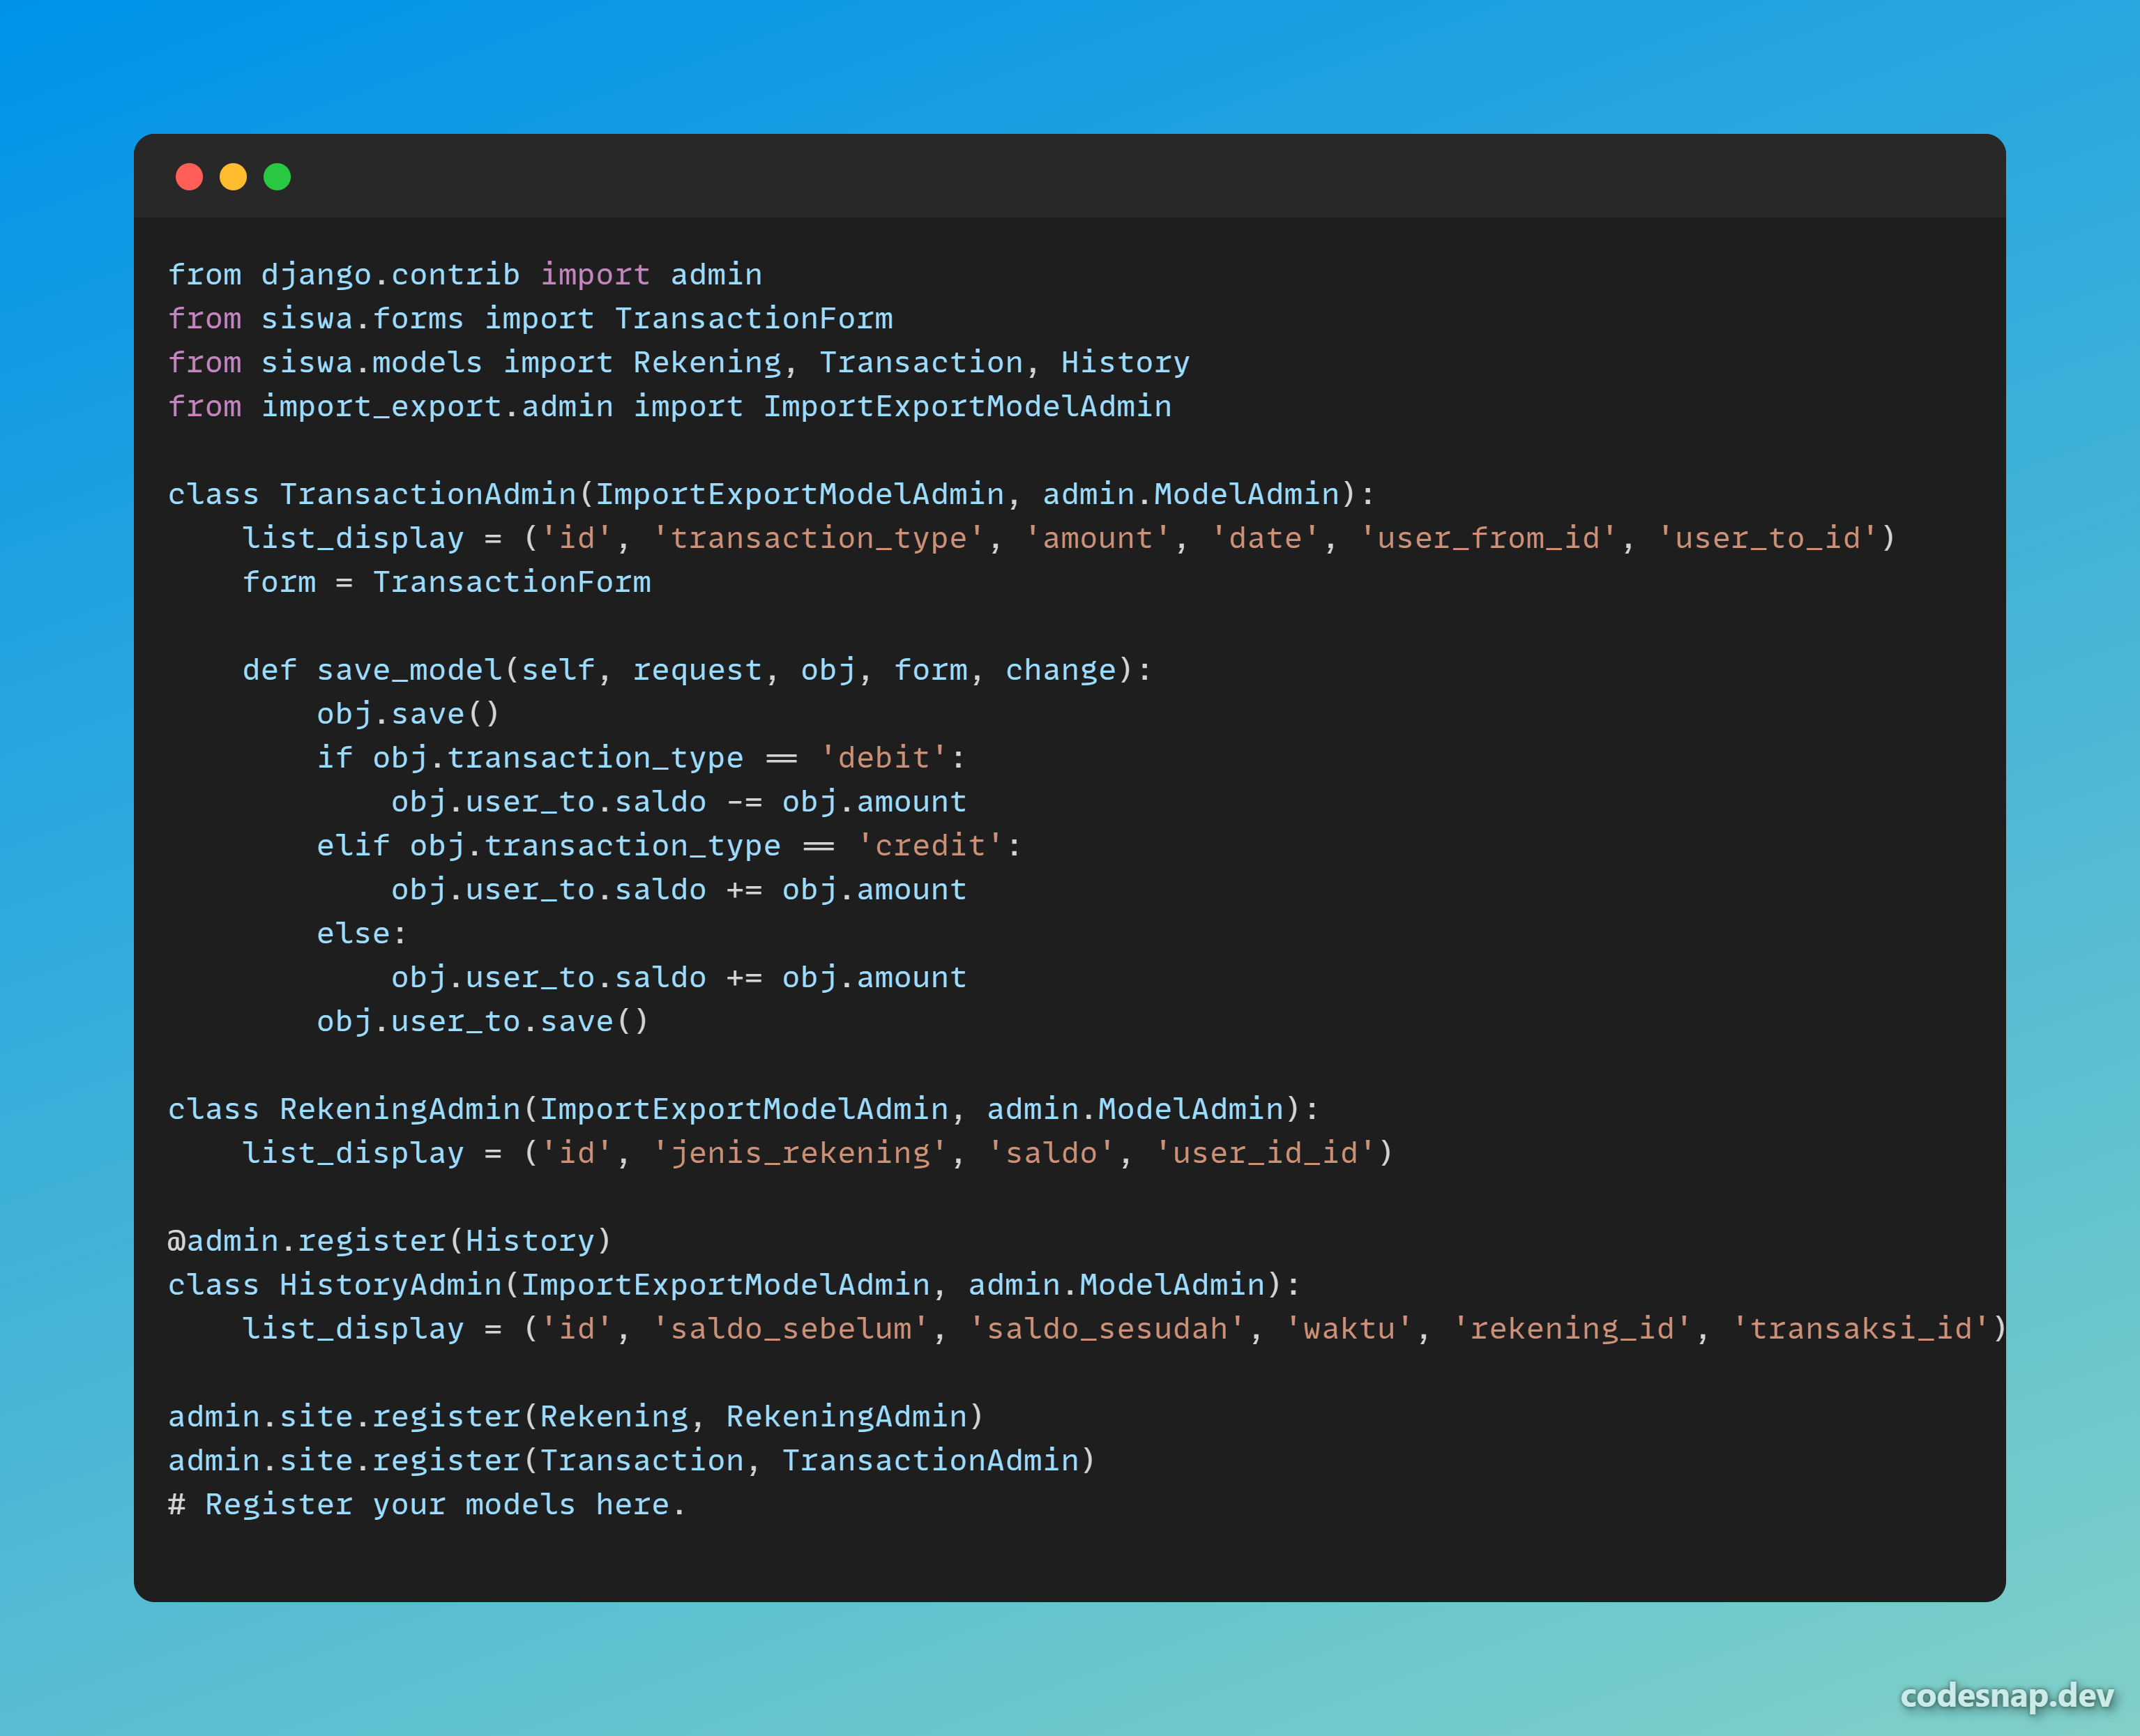 from django.contrib import admin
from siswa.forms import TransactionForm
from siswa.models import Rekening, Transaction, History
from import_export.admin import ImportExportModelAdmin

class TransactionAdmin(ImportExportModelAdmin, admin.ModelAdmin):
    list_display = ('id', 'transaction_type', 'amount', 'date', 'user_from_id', 'user_to_id')
    form = TransactionForm

    def save_model(self, request, obj, form, change):
        obj.save()
        if obj.transaction_type == 'debit':
            obj.user_to.saldo -= obj.amount
        elif obj.transaction_type == 'credit':
            obj.user_to.saldo += obj.amount
        else:
            obj.user_to.saldo += obj.amount
        obj.user_to.save()

class RekeningAdmin(ImportExportModelAdmin, admin.ModelAdmin):
    list_display = ('id', 'jenis_rekening', 'saldo', 'user_id_id')

@admin.register(History)
class HistoryAdmin(ImportExportModelAdmin, admin.ModelAdmin):
    list_display = ('id', 'saldo_sebelum', 'saldo_sesudah', 'waktu', 'rekening_id', 'transaksi_id')

admin.site.register(Rekening, RekeningAdmin)
admin.site.register(Transaction, TransactionAdmin)
# Register your models here.
codesnap.dev